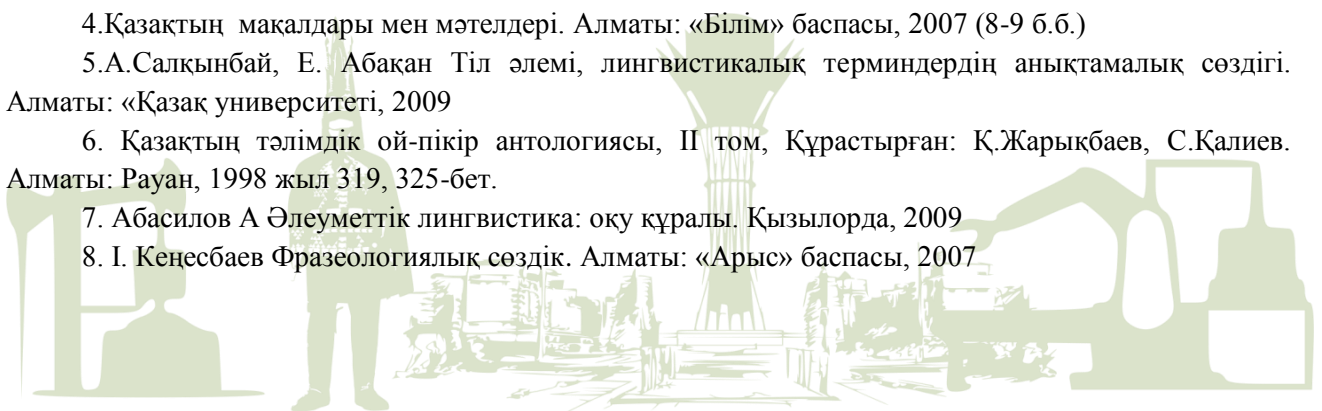 4.Қазақтың мақалдары мен мәтелдері. Алматы: «Білім» баспасы, 2007 (8-9 б.б.)
5.А.Салқынбай, Е. Абақан Тіл әлемі, лингвистикалық терминдердің анықтамалық сөздігі.
Алматы: «Қазақ университеті, 2009
6. Қазақтың тәлімдік ой-пікір антологиясы, II том, Құрастырған: Қ.Жарықбаев, С.Қалиев.
Алматы: Рауан, 1998 жыл 319, 325-бет.
7. Абасилов А Әлеуметтік лингвистика: оқу құралы. Қызылорда, 2009
8. І. Кеңесбаев Фразеологиялық сөздік. Алматы: «Арыс» баспасы, 2007